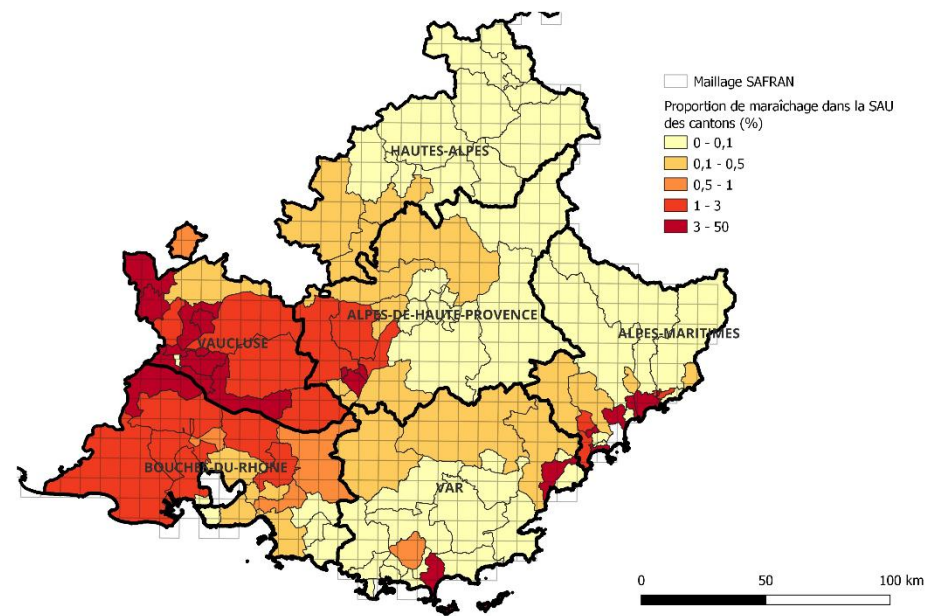 Maillage SAFRAN
Proportion de maraîchage dans la SAU
des cantons (%)
0 - 0,1
0,1 - 0,5
0,5 - 1
1 - 3
3 - 50
HAUTES-ALPES
ALPES-DE-HAUTE-PROVENCE
ALPES-MARITIMES
VAUCLUSE
BOUCHES-DU-RHÔNE
VAR
0 50 100 km